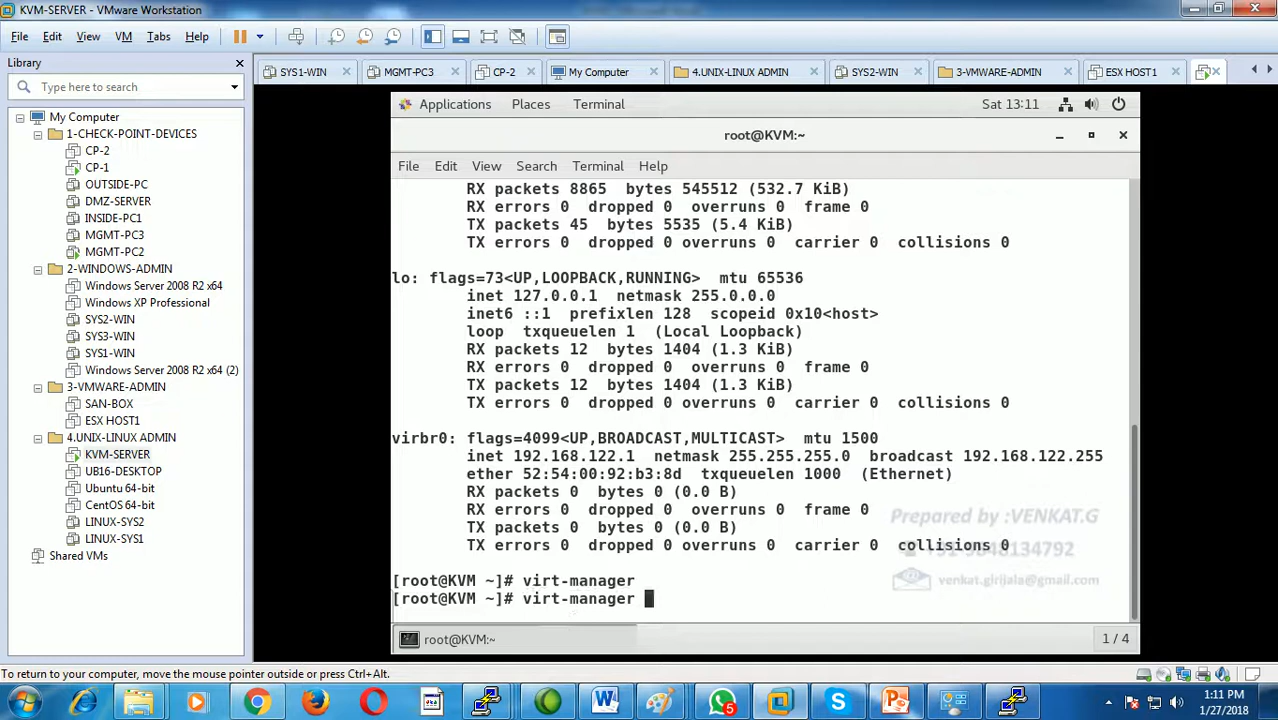 KVM-SERVER - VMware Workstation
File Edit View VM Tabs Help
Library
Type here to search
SYS1-WIN MGMT-PC3 CP-2 My Computer 4.UNIX-LINUX ADMIN SYS2-WIN 3-VMWARE-ADMIN ESX HOST1
My Computer
1-CHECK-POINT-DEVICES
CP-2
CP-1
OUTSIDE-PC
DMZ-SERVER
INSIDE-PC1
MGMT-PC3
MGMT-PC2
2-WINDOWS-ADMIN
Windows Server 2008 R2 x64
Windows XP Professional
SYS2-WIN
SYS3-WIN
SYS1-WIN
Windows Server 2008 R2 x64 (2)
3-VMWARE-ADMIN
SAN-BOX
ESX HOST1
4.UNIX-LINUX ADMIN
KVM-SERVER
UB16-DESKTOP
Ubuntu 64-bit
CentOS 64-bit
LINUX-SYS2
LINUX-SYS1
Shared VMs
Applications Places Terminal Sat 13:11
root@KVM:~
File Edit View Search Terminal Help
RX packets 8865 bytes 545512 (532.7 KiB)
RX errors 0 dropped 0 overruns 0 frame 0
TX packets 45 bytes 5535 (5.4 KiB)
TX errors 0 dropped 0 overruns 0 carrier 0 collisions 0
lo: flags=73<UP,LOOPBACK,RUNNING> mtu 65536
inet 127.0.0.1 netmask 255.0.0.0
inet6 ::1 prefixlen 128 scopeid 0x10<host>
loop txqueuelen 1 (Local Loopback)
RX packets 12 bytes 1404 (1.3 KiB)
RX errors 0 dropped 0 overruns 0 frame 0
TX packets 12 bytes 1404 (1.3 KiB)
TX errors 0 dropped 0 overruns 0 carrier 0 collisions 0
virbr0: flags=4099<UP,BROADCAST,MULTICAST> mtu 1500
inet 192.168.122.1 netmask 255.255.255.0 broadcast 192.168.122.255
ether 52:54:00:92:b3:8d txqueuelen 1000 (Ethernet)
RX packets 0 bytes 0 (0.0 B)
RX errors 0 dropped 0 overruns 0 frame 0
TX packets 0 bytes 0 (0.0 B)
TX errors 0 dropped 0 overruns 0 carrier 0 collisions 0
Prepared by :VENKAT.G
venkat.girijala@gmail.com
[root@KVM ~]# virt-manager
[root@KVM ~]# virt-manager
root@KVM:~ 1 / 4
To return to your computer, move the mouse pointer outside or press Ctrl+Alt.
5
1:11 PM
1/27/2018